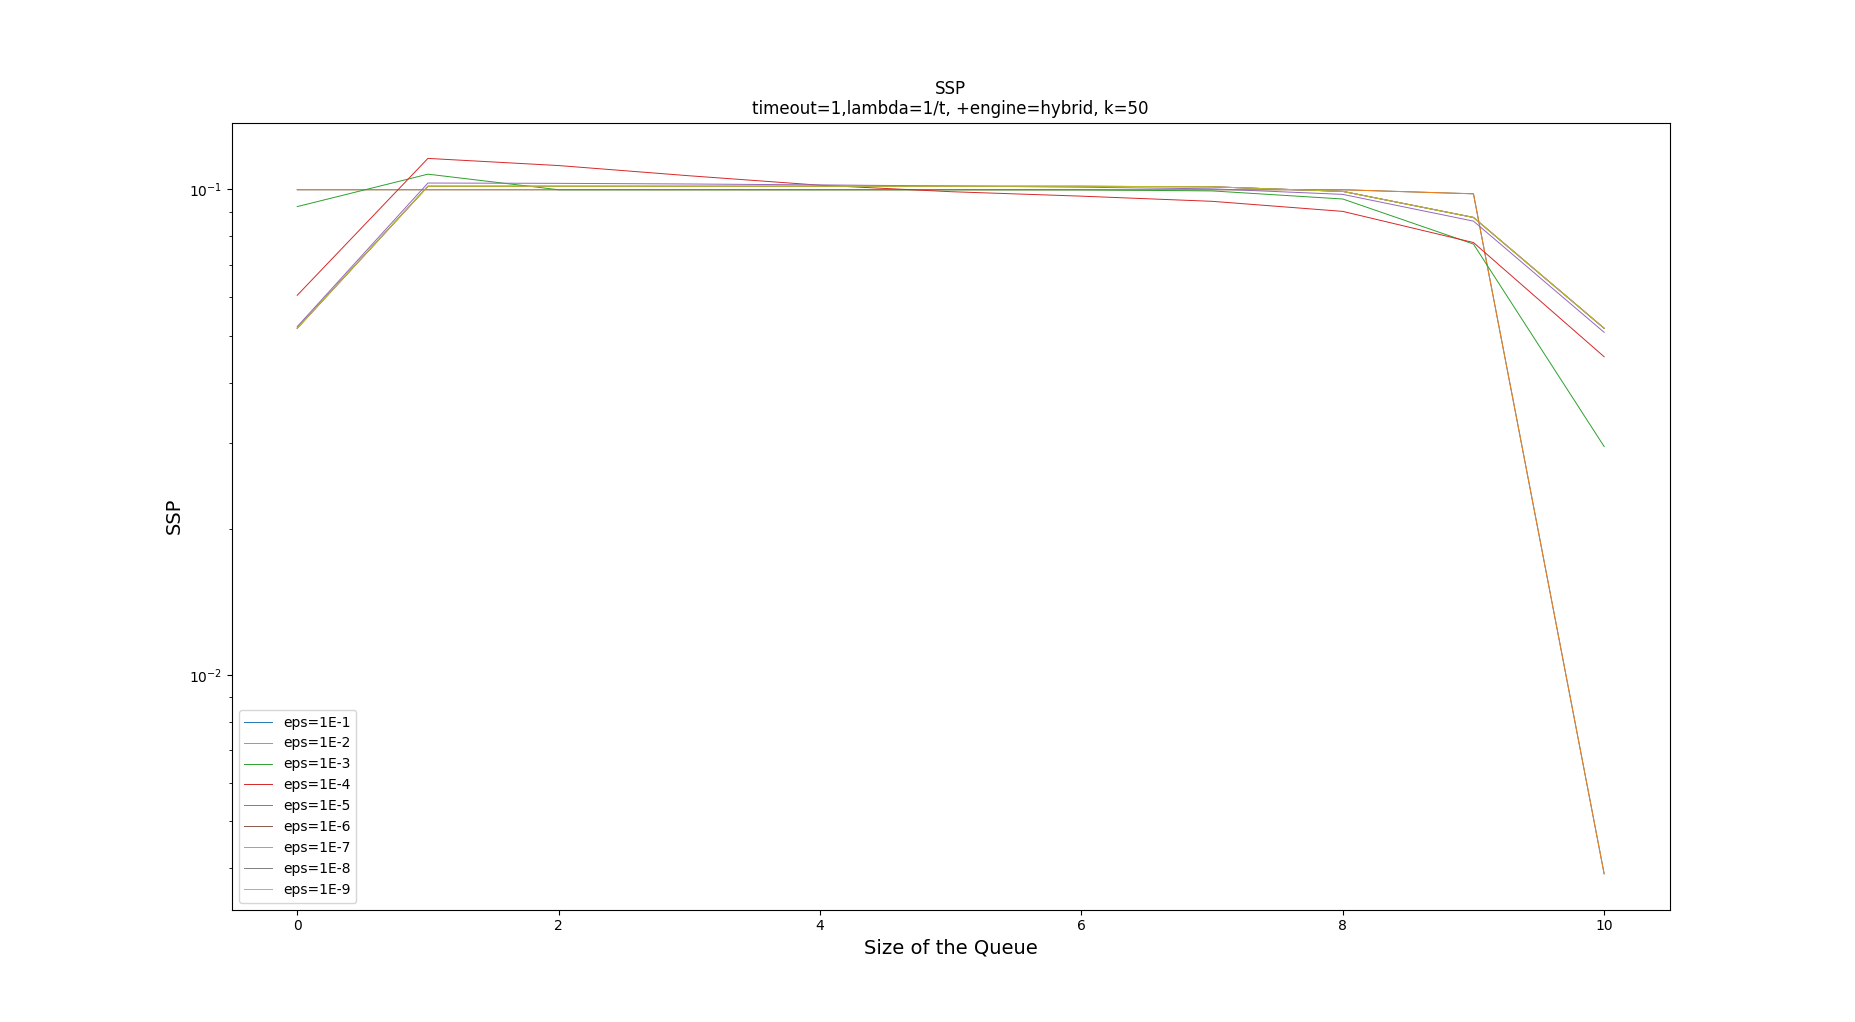 SSP
timeout=1,lambda=1/t, +engine=hybrid, k=50
SSP
10⁻¹
10⁻²
eps=1E-1
eps=1E-2
eps=1E-3
eps=1E-4
eps=1E-5
eps=1E-6
eps=1E-7
eps=1E-8
eps=1E-9
0 2 4 6 8 10
Size of the Queue